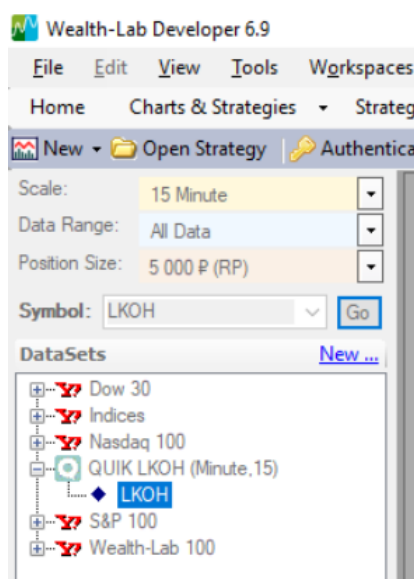 Wealth-Lab Developer 6.9
File Edit View Tools Workspaces
Home Charts & Strategies Strateg
New Open Strategy Authentica
Scale: 15 Minute
Data Range: All Data
Position Size: 5 000 ₽ (RP)
Symbol: LKOH Go
DataSets New ...
Dow 30
Indices
Nasdaq 100
QUIK LKOH (Minute,15)
LKOH
S&P 100
Wealth-Lab 100